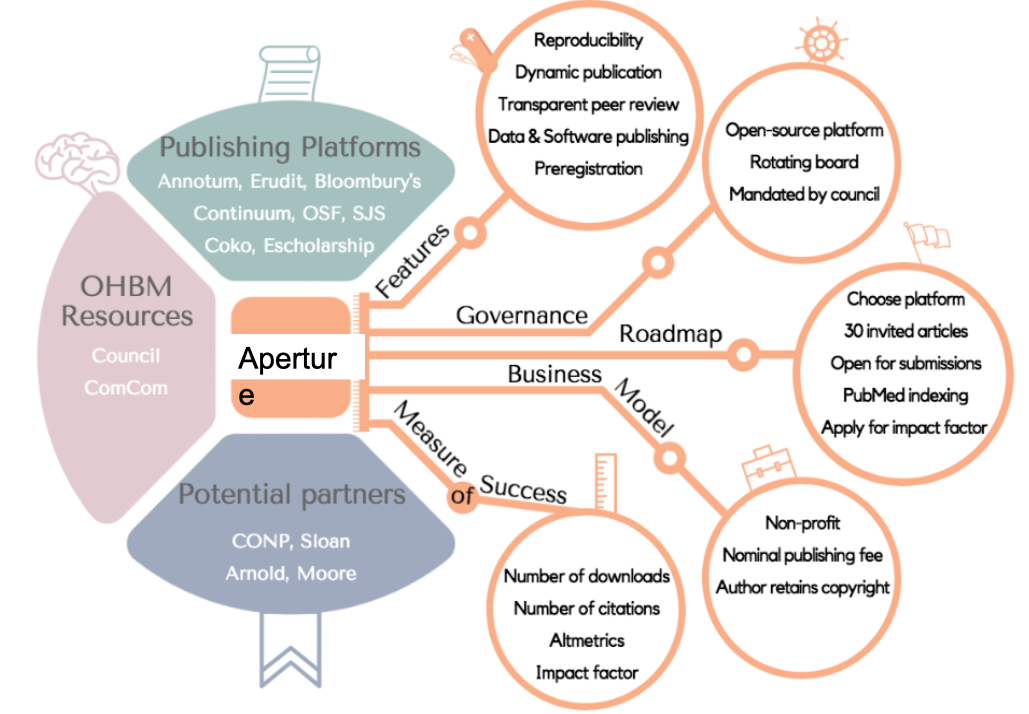 Publishing Platforms
Annotum, Erudit, Bloombury's
Continuum, OSF, SJS
Coko, Escholarship
OHBM
Resources
Council
ComCom
Apertur
e
Potential partners
CONP, Sloan
Arnold, Moore
Features
Reproducibility
Dynamic publication
Transparent peer review
Data & Software publishing
Preregistration
Governance
Open-source platform
Rotating board
Mandated by council
Roadmap
Choose platform
30 invited articles
Open for submissions
PubMed indexing
Apply for impact factor
Business Model
Non-profit
Nominal publishing fee
Author retains copyright
Measure of Success
Number of downloads
Number of citations
Altmetrics
Impact factor